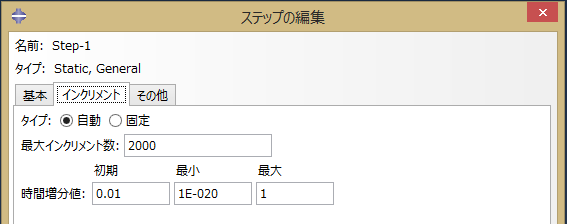 ステップの編集
名前: Step-1
タイプ: Static, General
基本 インクリメント その他
タイプ: 自動 固定
最大インクリメント数: 2000
初期 最小 最大
時間増分値: 0.01 1E-020 1